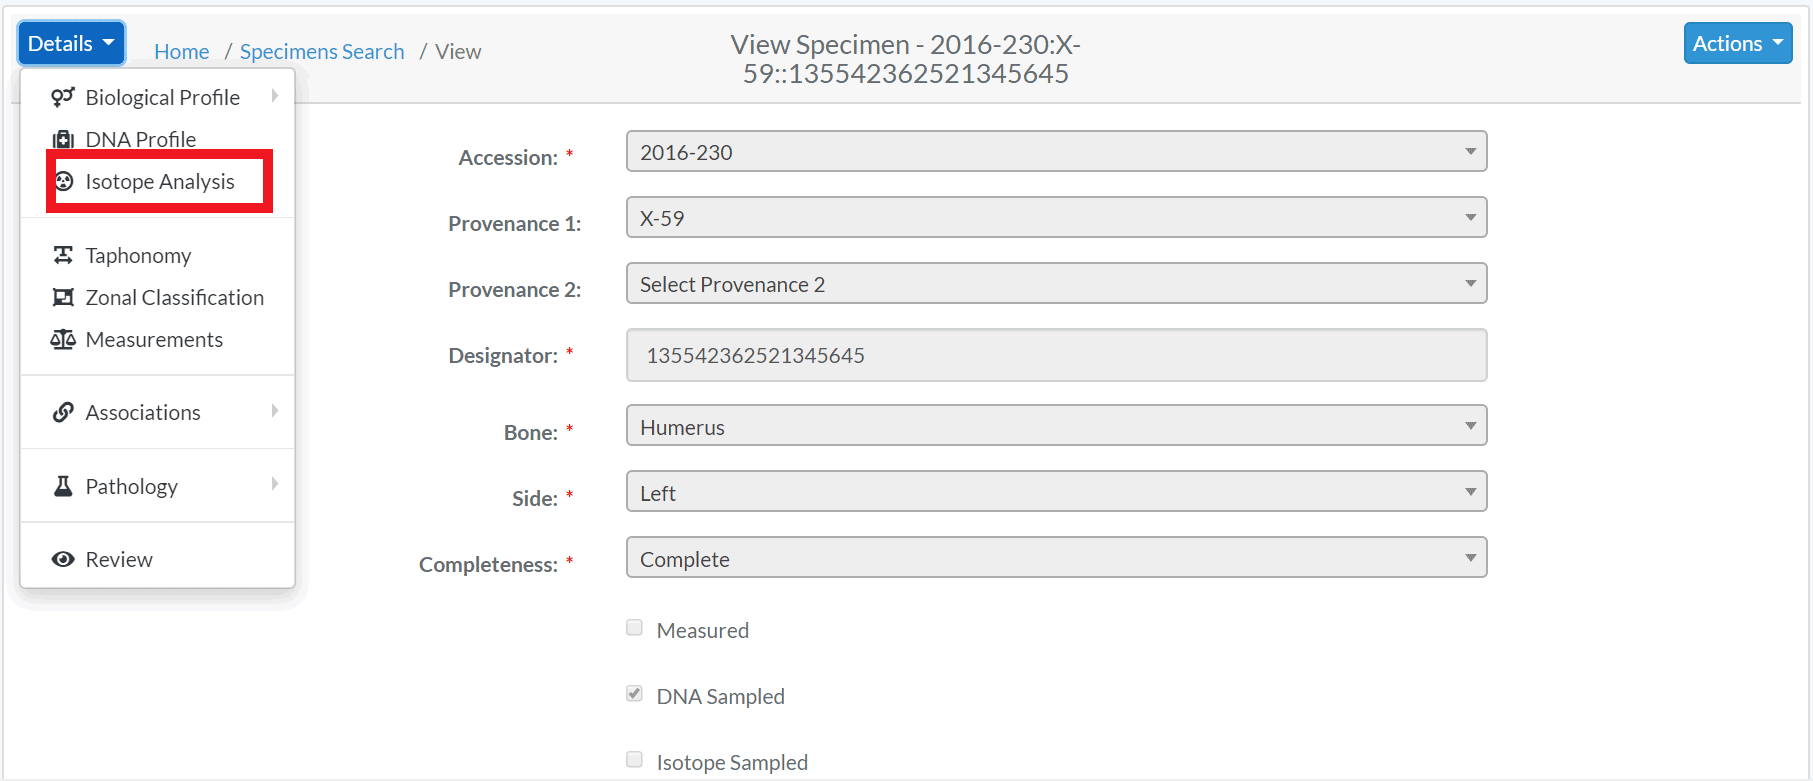 Details
Home / Specimens Search / View
View Specimen - 2016-230:X-
59::135542362521345645
Actions
Biological Profile
DNA Profile
Isotope Analysis
Taphonomy
Zonal Classification
Measurements
Associations
Pathology
Review
Accession: * 2016-230
Provenance 1: X-59
Provenance 2: Select Provenance 2
Designator: * 135542362521345645
Bone: * Humerus
Side: * Left
Completeness: * Complete
Measured
DNA Sampled
Isotope Sampled